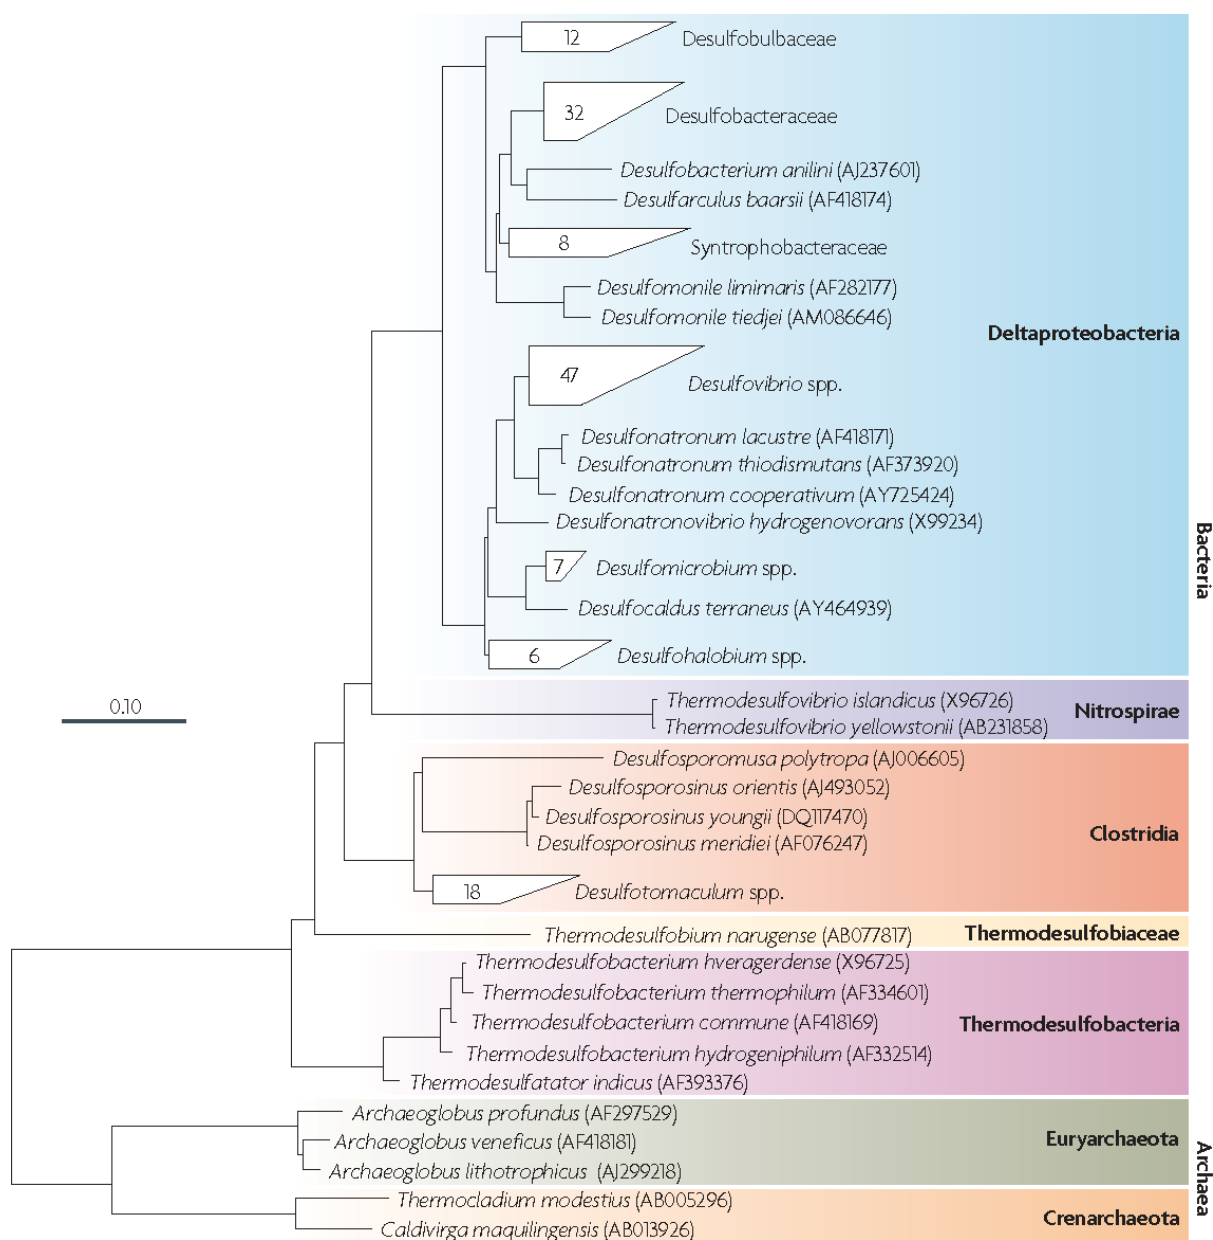 12 Desulfobulbaceae
32 Desulfobacteraceae
Desulfobacterium anilini (AJ237601)
Desulfarculus baarsii (AF418174)
8 Syntrophobacteraceae
Desulfomonile limimaris (AF282177)
Desulfomonile tiedjei (AM086646)
Deltaproteobacteria
47 Desulfovibrio spp.
Desulfonatronum lacustre (AF418171)
Desulfonatronum thiodismutans (AF373920)
Desulfonatronum cooperativum (AY725424)
Desulfonatronovibrio hydrogenovorans (X99234)
Bacteria
7 Desulfomicrobium spp.
Desulfocaldus terraneus (AY464939)
6 Desulfohalobium spp.
0.10
Thermodesulfovibrio islandicus (X96726)
Thermodesulfovibrio yellowstonii (AB231858)
Nitrospirae
Desulfosporomusa polytropa (AJ006605)
Desulfosporosinus orientis (AJ493052)
Desulfosporosinus youngii (DQ117470)
Desulfosporosinus meridiei (AF076247)
Clostridia
18 Desulfotomaculum spp.
Thermodesulfobium narugense (AB077817) Thermodesulfobiaceae
Thermodesulfobacterium hveragerdense (X96725)
Thermodesulfobacterium thermophilum (AF334601)
Thermodesulfobacterium commune (AF418169)
Thermodesulfobacteria
Thermodesulfobacterium hydrogeniphilum (AF332514)
Thermodesulfatator indicus (AF393376)
Archaeoglobus profundus (AF297529)
Archaeoglobus veneficus (AF418181)
Euryarchaeota
Archaeoglobus lithotrophicus (AJ299218)
Archaea
Thermocladium modestius (AB005296)
Caldivirga maquilingensis (AB013926)
Crenarchaeota